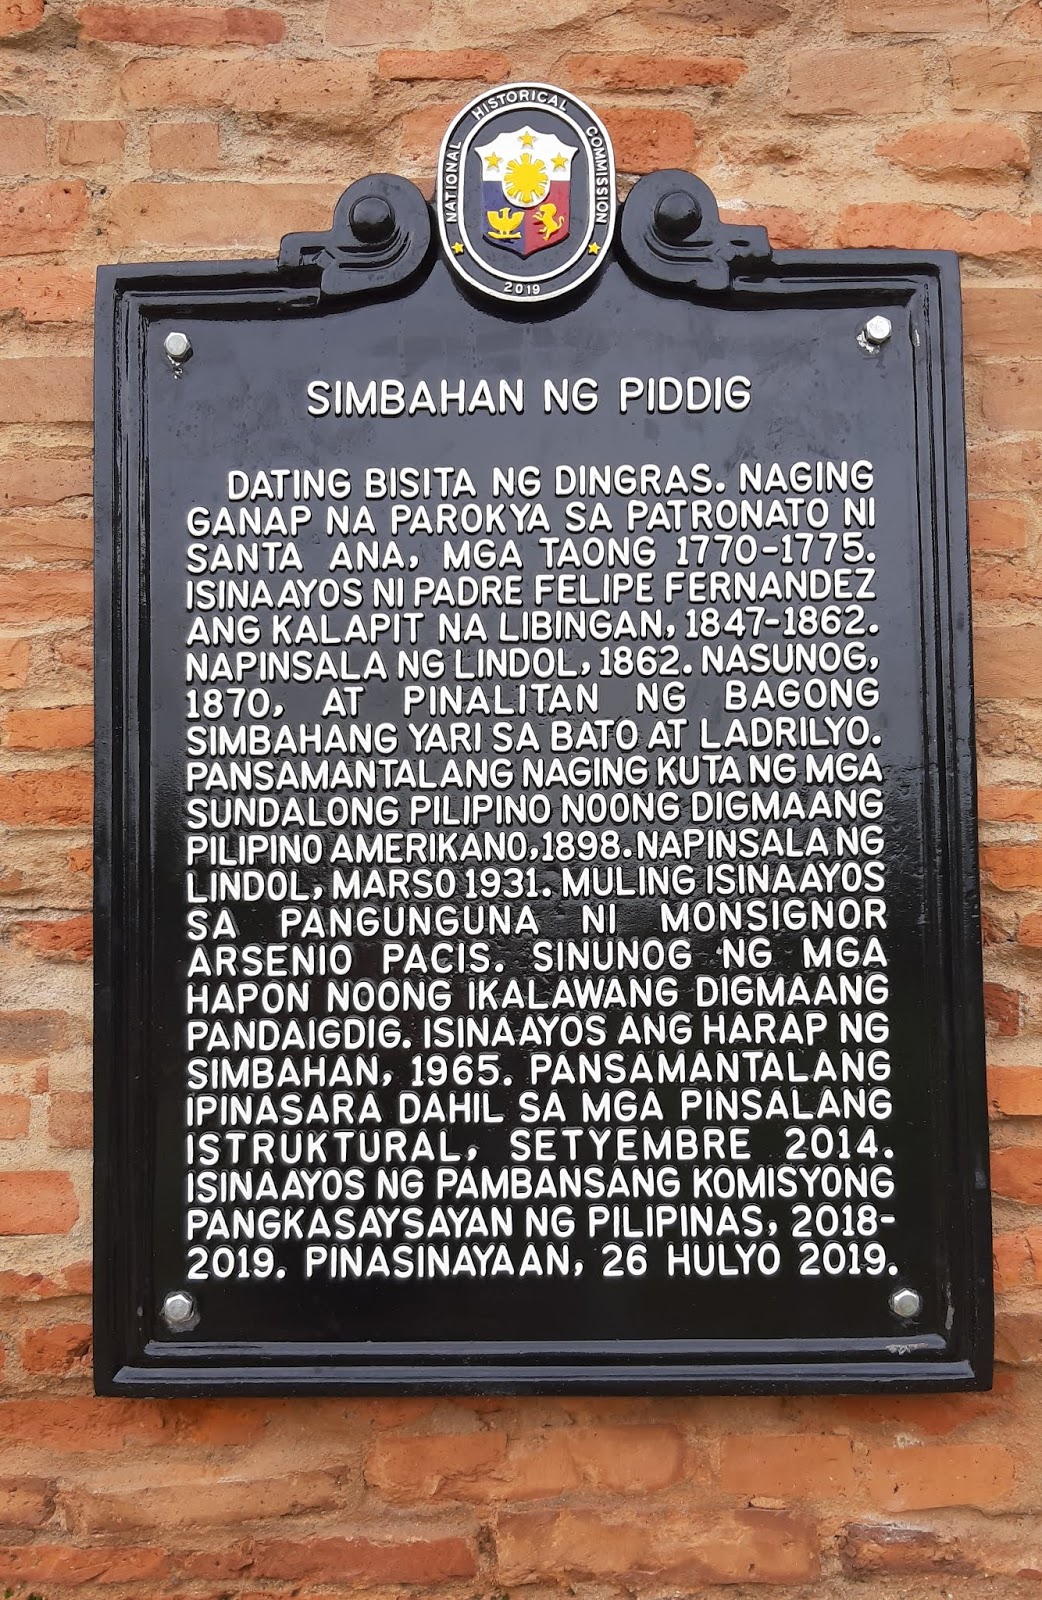 NATIONAL HISTORICAL COMMISSION
2019
SIMBAHAN NG PIDDIG
DATING BISITA NG DINGRAS. NAGING
GANAP NA PAROKYA SA PATRONATO NI
SANTA ANA, MGA TAONG 1770-1775.
ISINAAYOS NI PADRE FELIPE FERNANDEZ
ANG KALAPIT NA LIBINGAN, 1847-1862.
NAPINSALA NG LINDOL, 1862. NASUNOG,
1870, AT PINALITAN NG BAGONG
SIMBAHANG YARI SA BATO AT LADRILYO.
PANSAMANTALANG NAGING KUTA NG MGA
SUNDALONG PILIPINO NOONG DIGMAANG
PILIPINO AMERIKANO,1898. NAPINSALA NG
LINDOL, MARSO 1931. MULING ISINAAYOS
SA PANGUNGUNA NI MONSIGNOR
ARSENIO PACIS. SINUNOG NG MGA
HAPON NOONG IKALAWANG DIGMAANG
PANDAIGDIG. ISINAAYOS ANG HARAP NG
SIMBAHAN, 1965. PANSAMANTALANG
IPINASARA DAHIL SA MGA PINSALANG
ISTRUKTURAL, SETYEMBRE 2014.
ISINAAYOS NG PAMBANSANG KOMISYONG
PANGKASAYSAYAN NG PILIPINAS, 2018-
2019. PINASINAYAAN, 26 HULYO 2019.